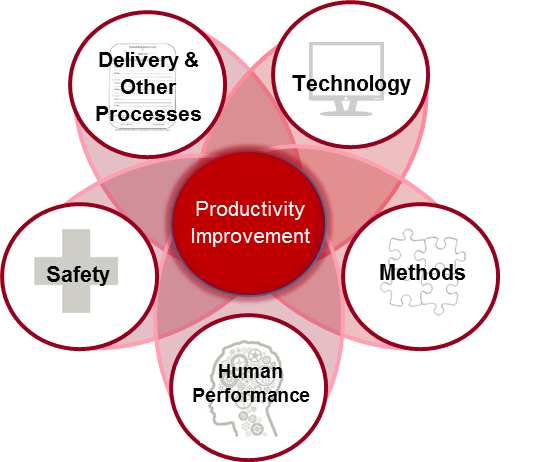 Delivery &
Other
Processes
Technology
Productivity
Improvement
Safety
Methods
Human
Performance